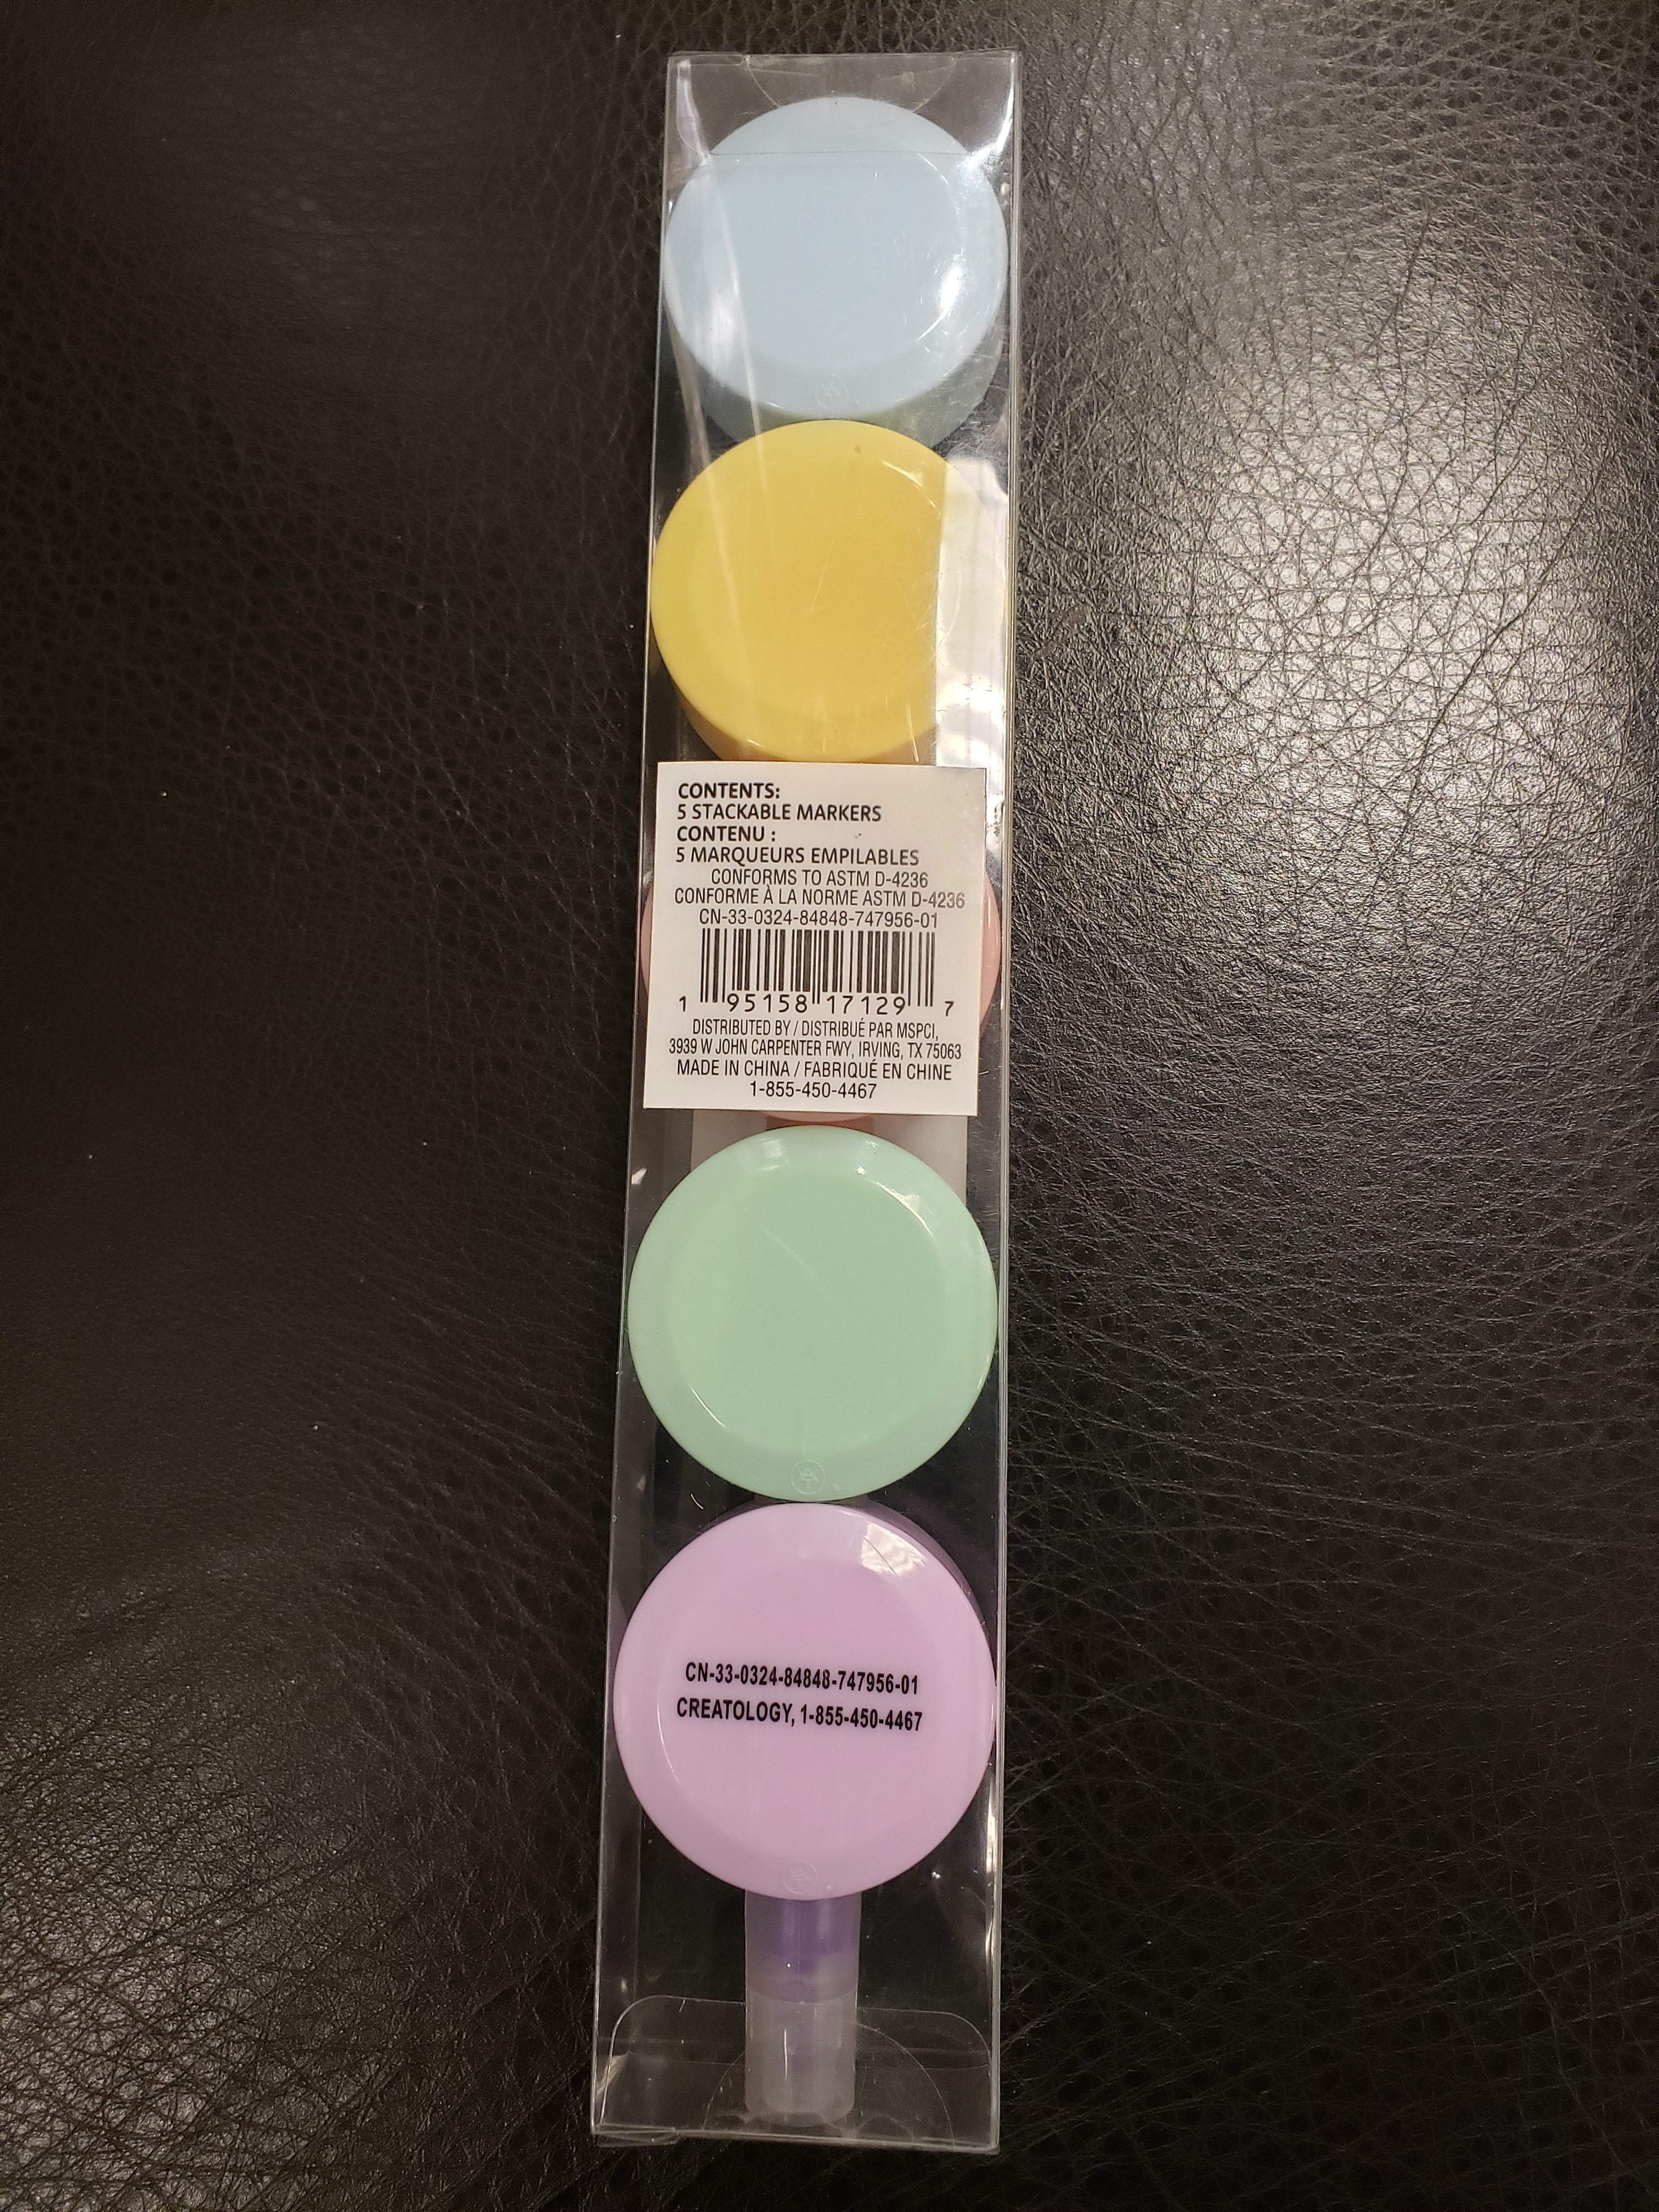 CONTENTS:
5 STACKABLE MARKERS
CONTENU :
5 MARQUEURS EMPILABLES
CONFORMS TO ASTM D-4236
CONFORME À LA NORME ASTM D-4236
CN-33-0324-84848-747956-01
1 95158 17129 7
DISTRIBUTED BY / DISTRIBUÉ PAR MSPCI,
3939 W JOHN CARPENTER FWY, IRVING, TX 75063
MADE IN CHINA / FABRIQUÉ EN CHINE
1-855-450-4467
CN-33-0324-84848-747956-01
CREATOLOGY, 1-855-450-4467